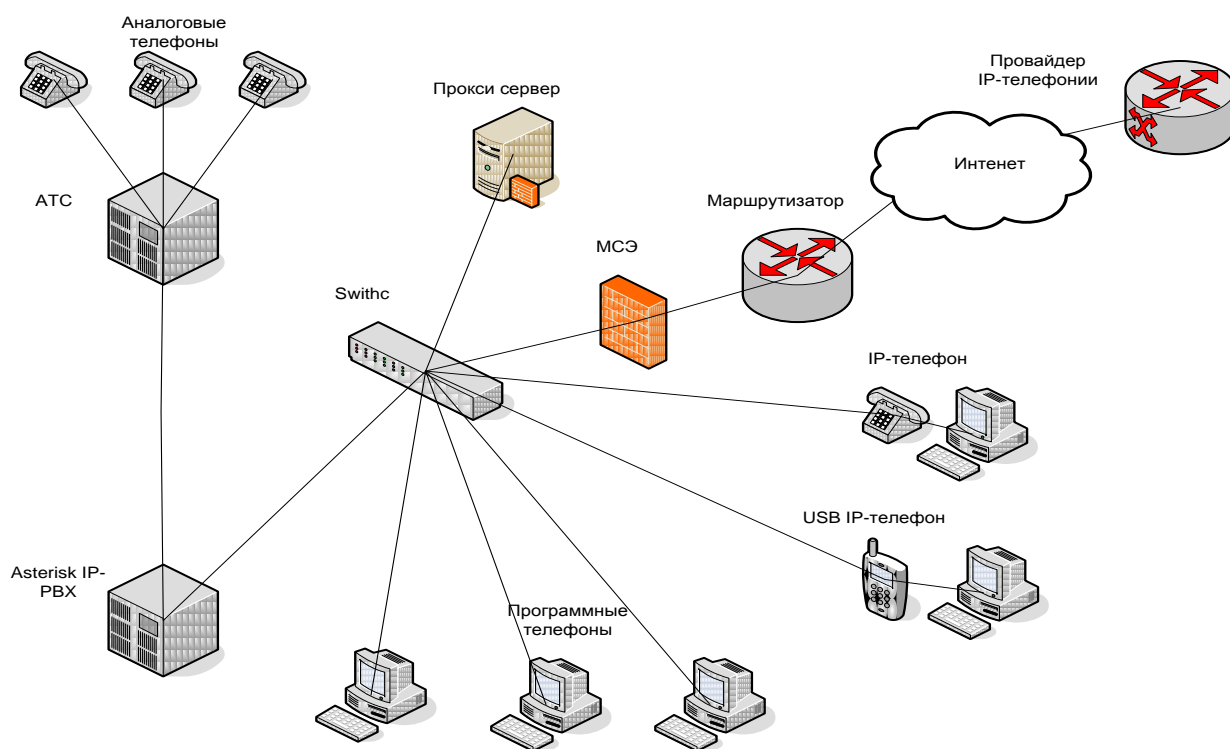 Аналоговые
телефоны
Провайдер
IP-телефонии
Прокси сервер
Интенет
АТС
Маршрутизатор
МСЭ
Swithc
IP-телефон
USB IP-телефон
Asterisk IP-
PBX
Программные
телефоны